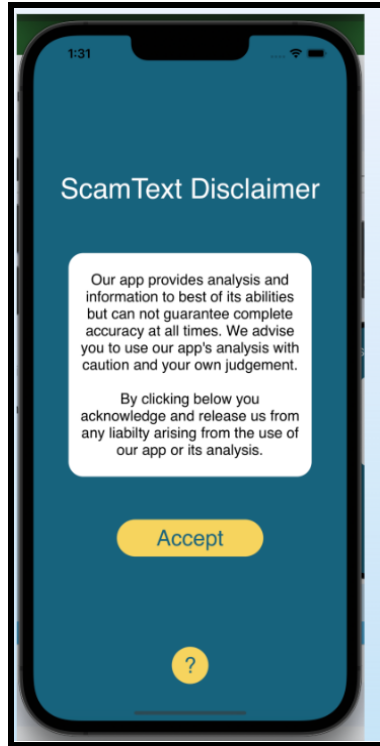 1:31
ScamText Disclaimer
Our app provides analysis and
information to best of its abilities
but can not guarantee complete
accuracy at all times. We advise
you to use our app's analysis with
caution and your own judgement.
By clicking below you
acknowledge and release us from
any liabilty arising from the use of
our app or its analysis.
Accept
?